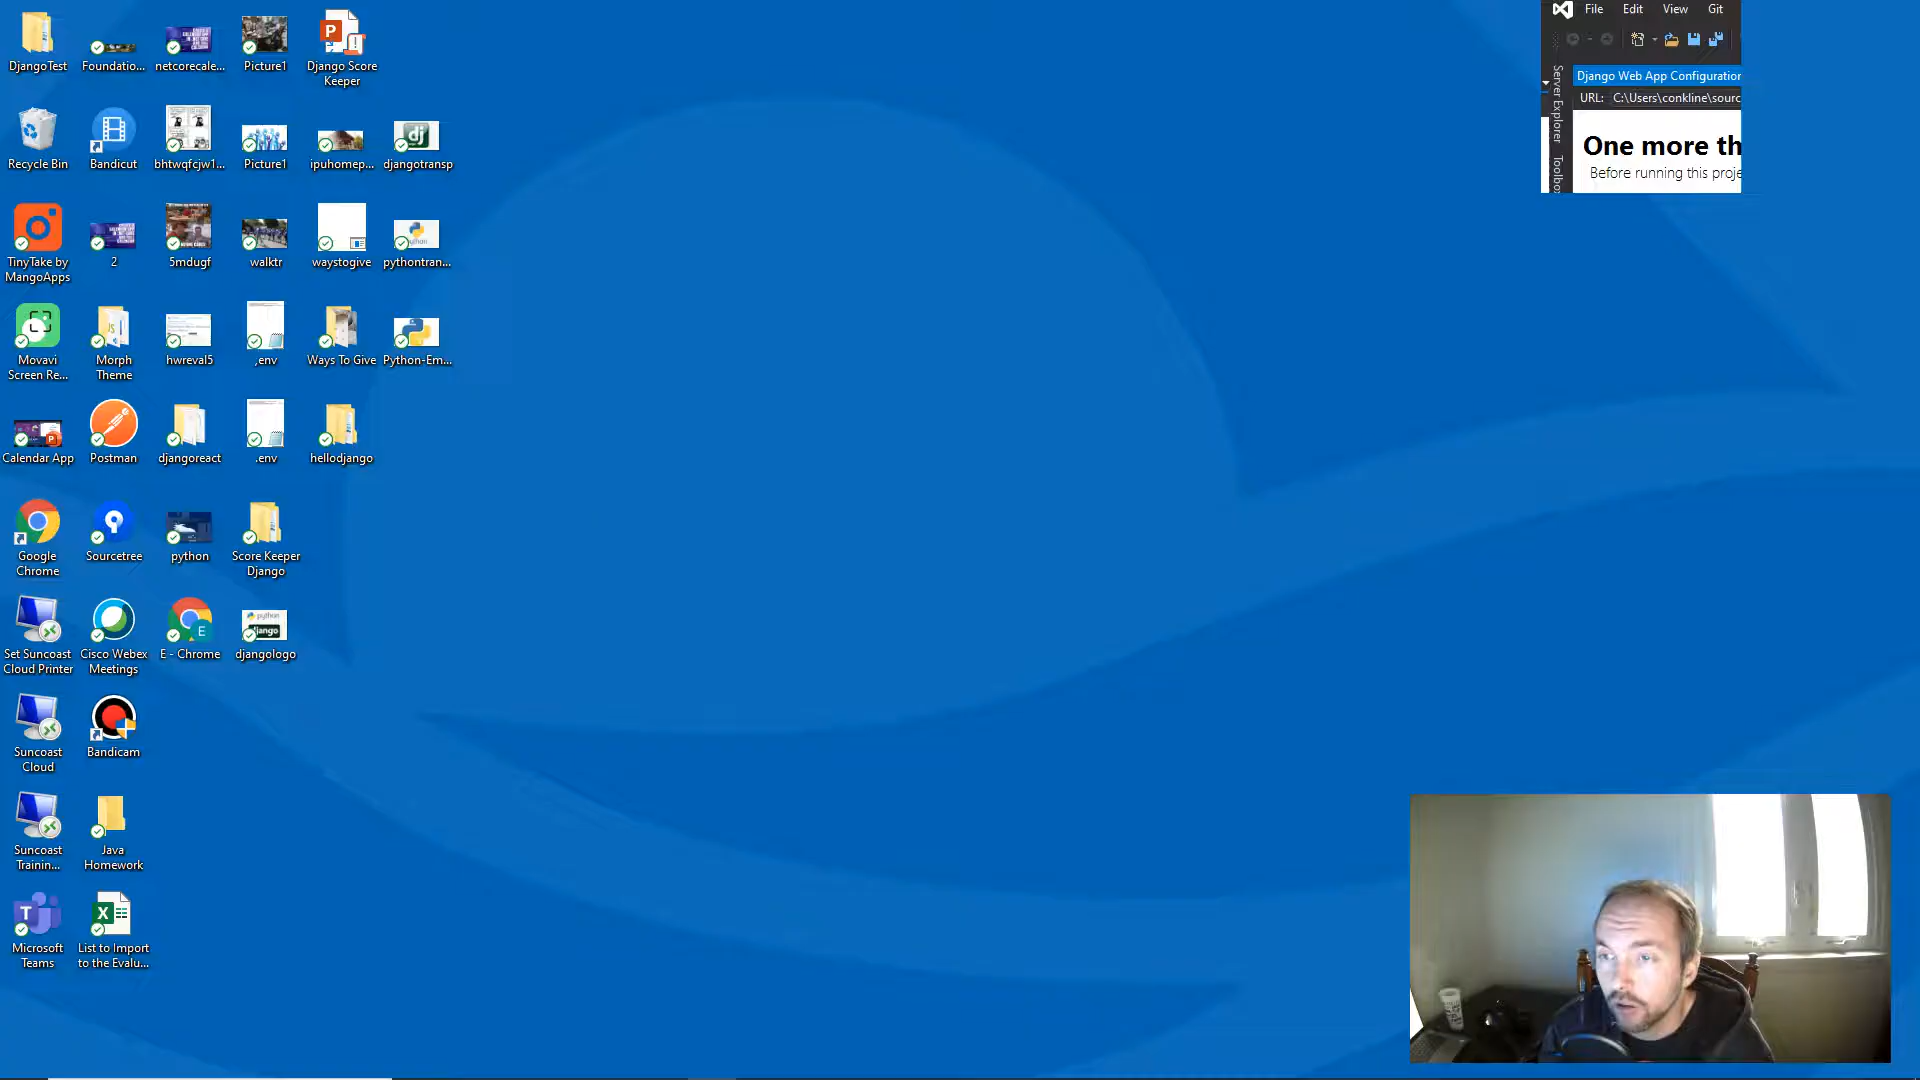 DjangoTest
Foundatio...
netcorecale...
Picture1
Django Score
Keeper
Recycle Bin
Bandicut
bhtwqfcjw1...
Picture1
ipuhomep...
djangotransp
TinyTake by
MangoApps
2
5mdugf
walktr
waystogive
pythontran...
Movavi
Screen Re...
Morph
Theme
hwreval5
.env
Ways To Give
Python-Em...
Calendar App
Postman
djangoreact
.env
hellodjango
Google
Chrome
Sourcetree
python
Score Keeper
Django
Set Suncoast
Cloud Printer
Cisco Webex
Meetings
E - Chrome
djangologo
Suncoast
Cloud
Bandicam
Suncoast
Trainin...
Java
Homework
Microsoft
Teams
List to Import
to the Evalu...
File Edit View Git
Server Explorer
Toolbox
Django Web App Configuration
URL: C:\Users\conkline\sourc
One more th
Before running this proje